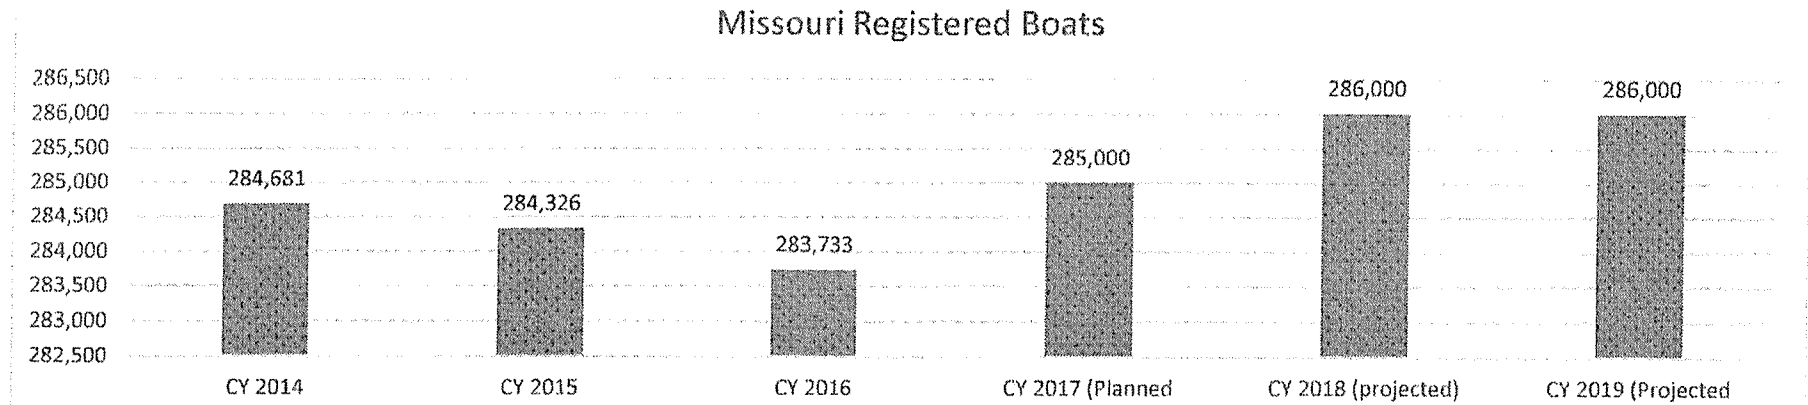 Missouri Registered Boats
286,500
286,000
285,500
285,000
284,500
284,000
283,500
283,000
282,500
284,681
284,326
283,733
285,000
286,000
286,000
CY 2014
CY 2015
CY 2016
CY 2017 (Planned
CY 2018 (projected)
CY 2019 (Projected